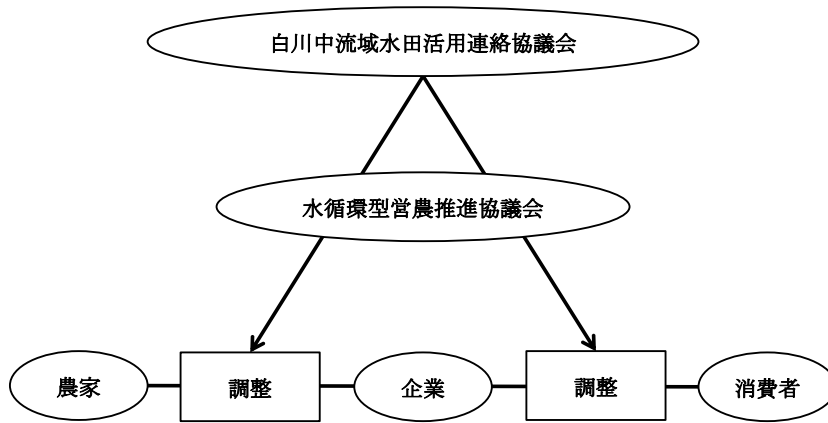 白川中流域水田活用連絡協議会
水循環型営農推進協議会
農家
調整
企業
調整
消費者